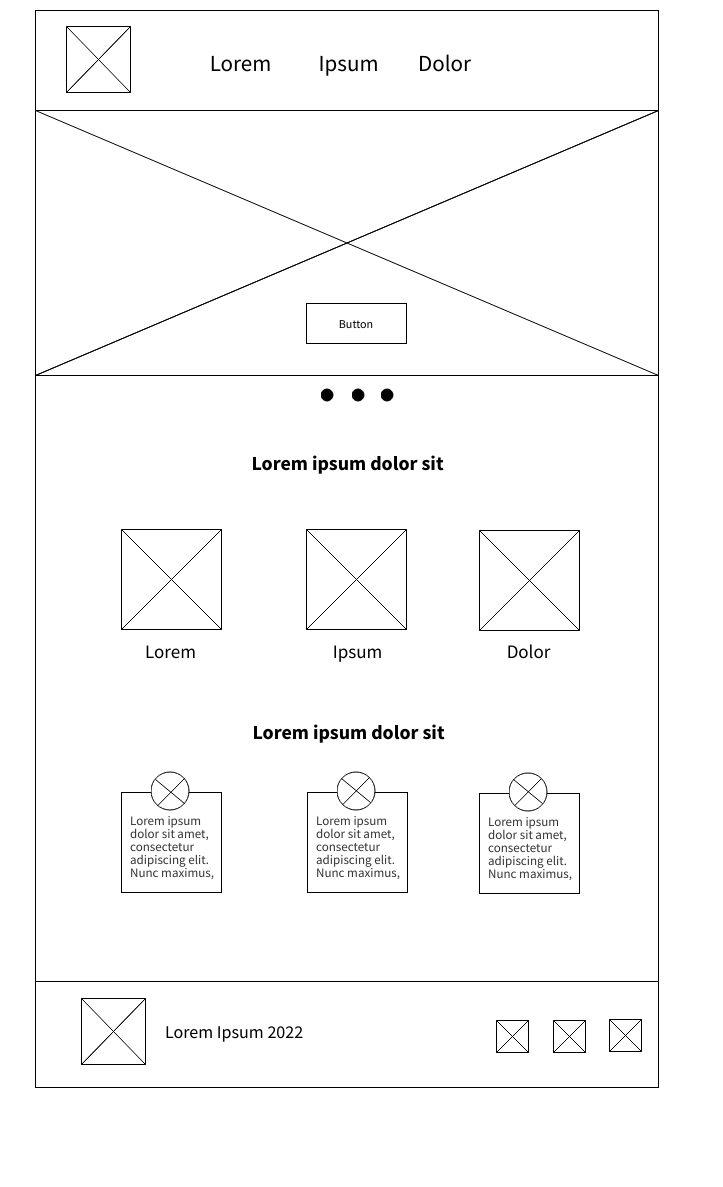 Lorem Ipsum Dolor
Button
Lorem ipsum dolor sit
Lorem Ipsum Dolor
Lorem ipsum dolor sit
Lorem ipsum
dolor sit amet,
consectetur
adipiscing elit.
Nunc maximus,
Lorem ipsum
dolor sit amet,
consectetur
adipiscing elit.
Nunc maximus,
Lorem ipsum
dolor sit amet,
consectetur
adipiscing elit.
Nunc maximus,
Lorem Ipsum 2022